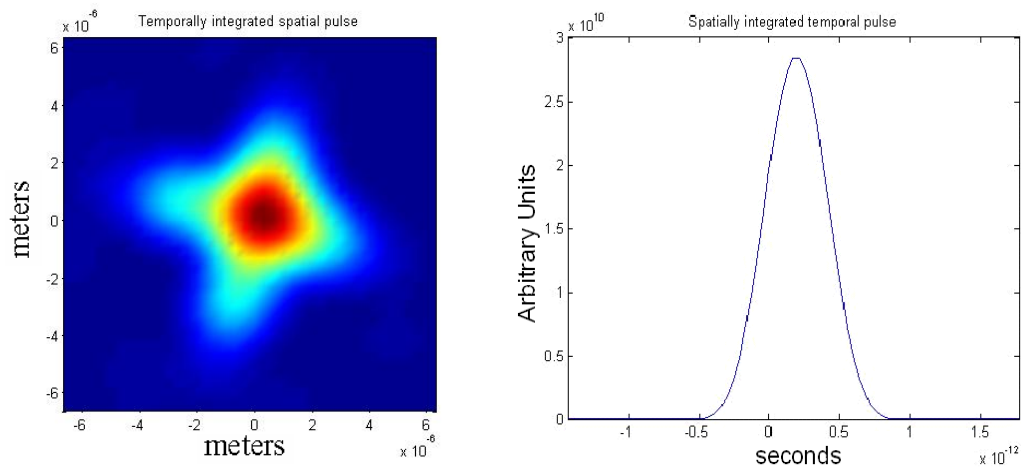 Temporally integrated spatial pulse
x 10⁻⁶
6
4
2
0
-2
-4
-6
meters
-6 -4 -2 0 2 4 6
meters
x 10⁻⁶
Spatially integrated temporal pulse
x 10¹⁰
3
2.5
2
1.5
1
0.5
0
Arbitrary Units
-1 -0.5 0 0.5 1 1.5
seconds
x 10⁻¹²